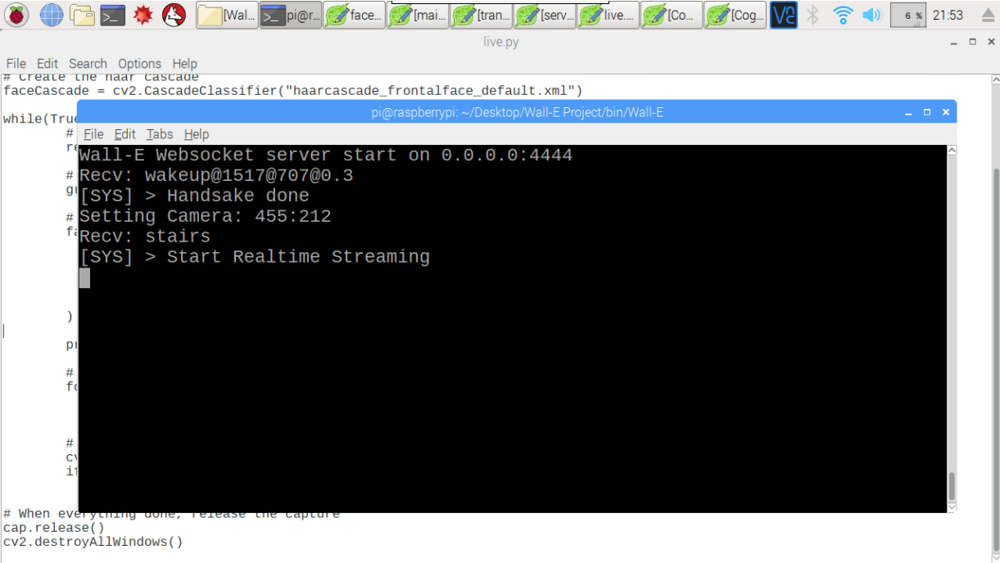 [Wal... pi@r... face... [mai... [tran... [serv... live.... [Co... [Cog... V2 6 % 21:53
live.py
File Edit Search Options Help
# Create the haar cascade
faceCascade = cv2.CascadeClassifier("haarcascade_frontalface_default.xml")
while(True
pi@raspberrypi: ~/Desktop/Wall-E Project/bin/Wall-E
#
File Edit Tabs Help
re
Wall-E Websocket server start on 0.0.0.0:4444
#
Recv: wakeup@1517@707@0.3
gr
[SYS] > Handsake done
#
Setting Camera: 455:212
fa
Recv: stairs
[SYS] > Start Realtime Streaming
)
pr
#
fo
#
cv
if
# When everything done, release the capture
cap.release()
cv2.destroyAllWindows()